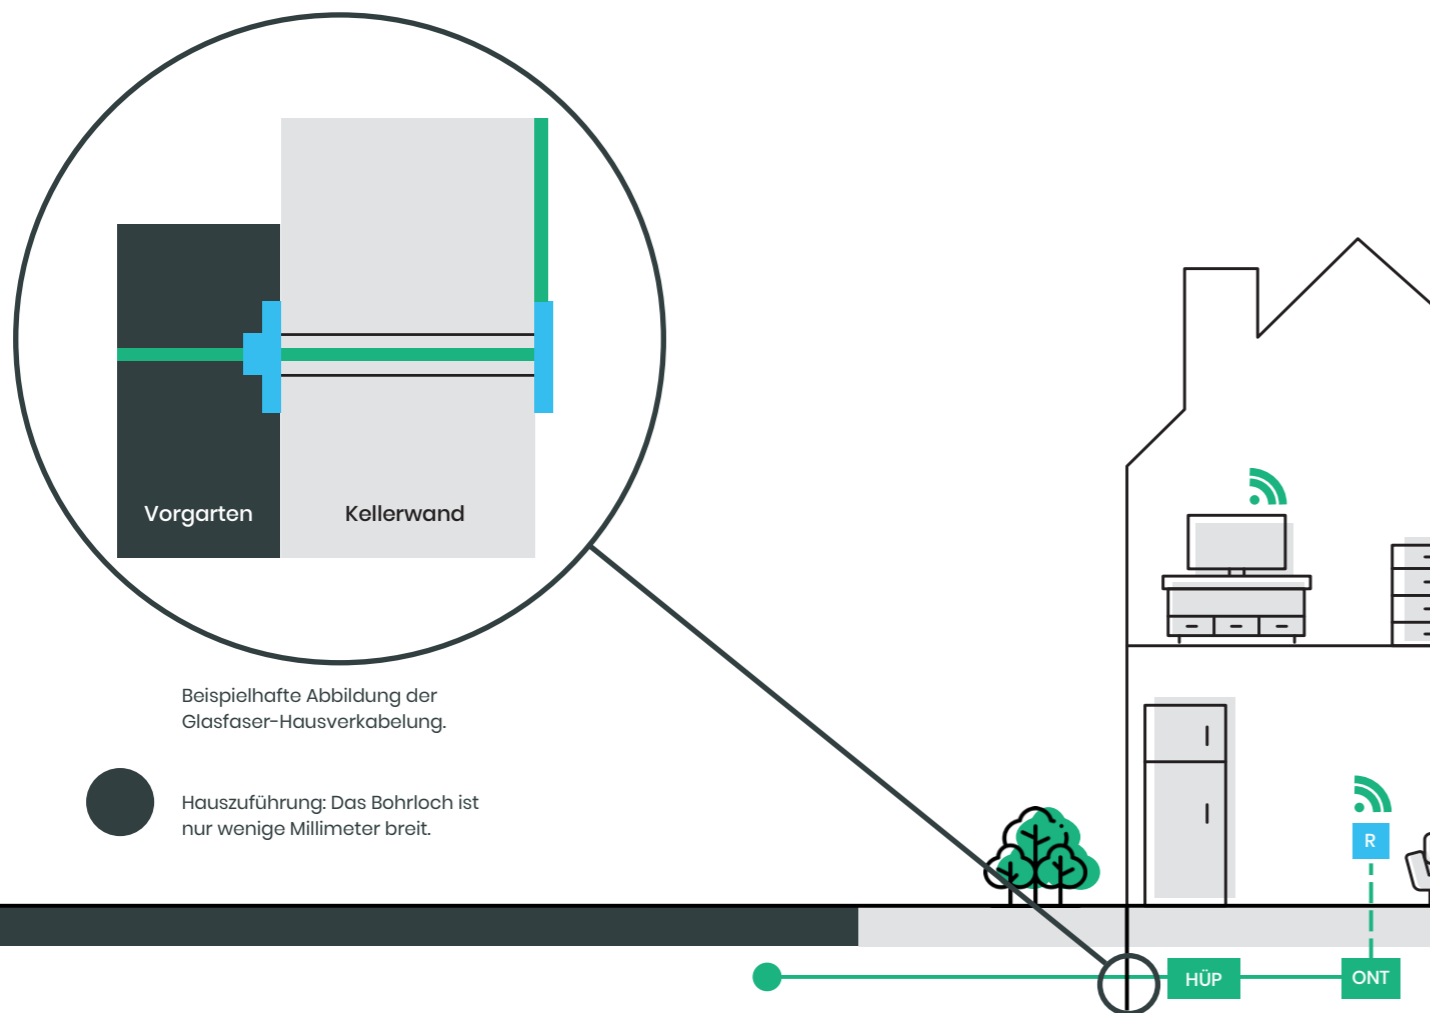 Vorgarten
Kellerwand
Beispielhafte Abbildung der
Glasfaser-Hausverkabelung.
Hauszuführung: Das Bohrloch ist
nur wenige Millimeter breit.
R
HÜP
ONT